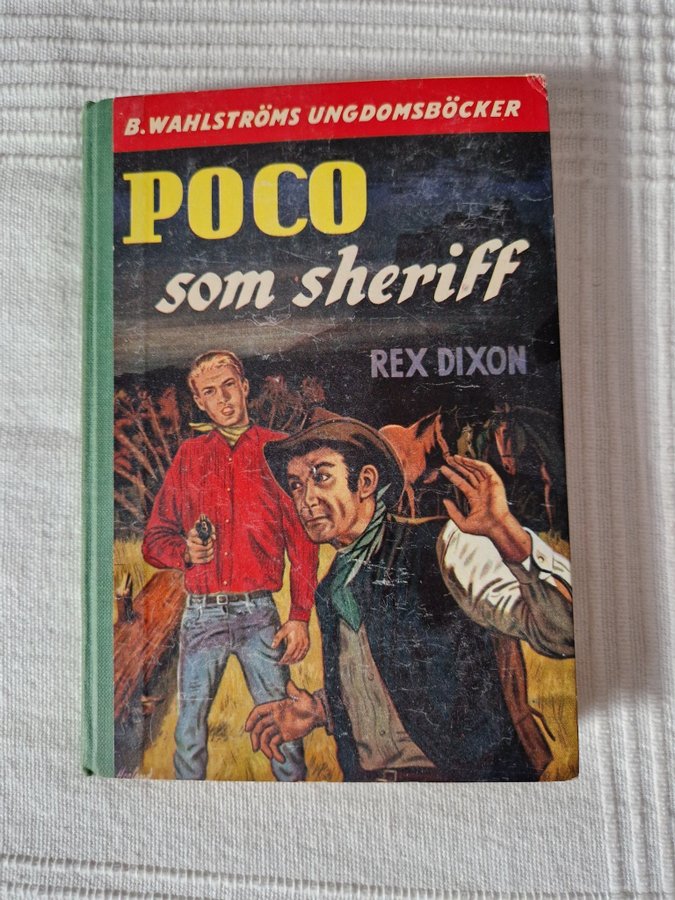 B. WAHLSTRÖMS UNGDOMSBÖCKER
POCO
som sheriff
REX DIXON